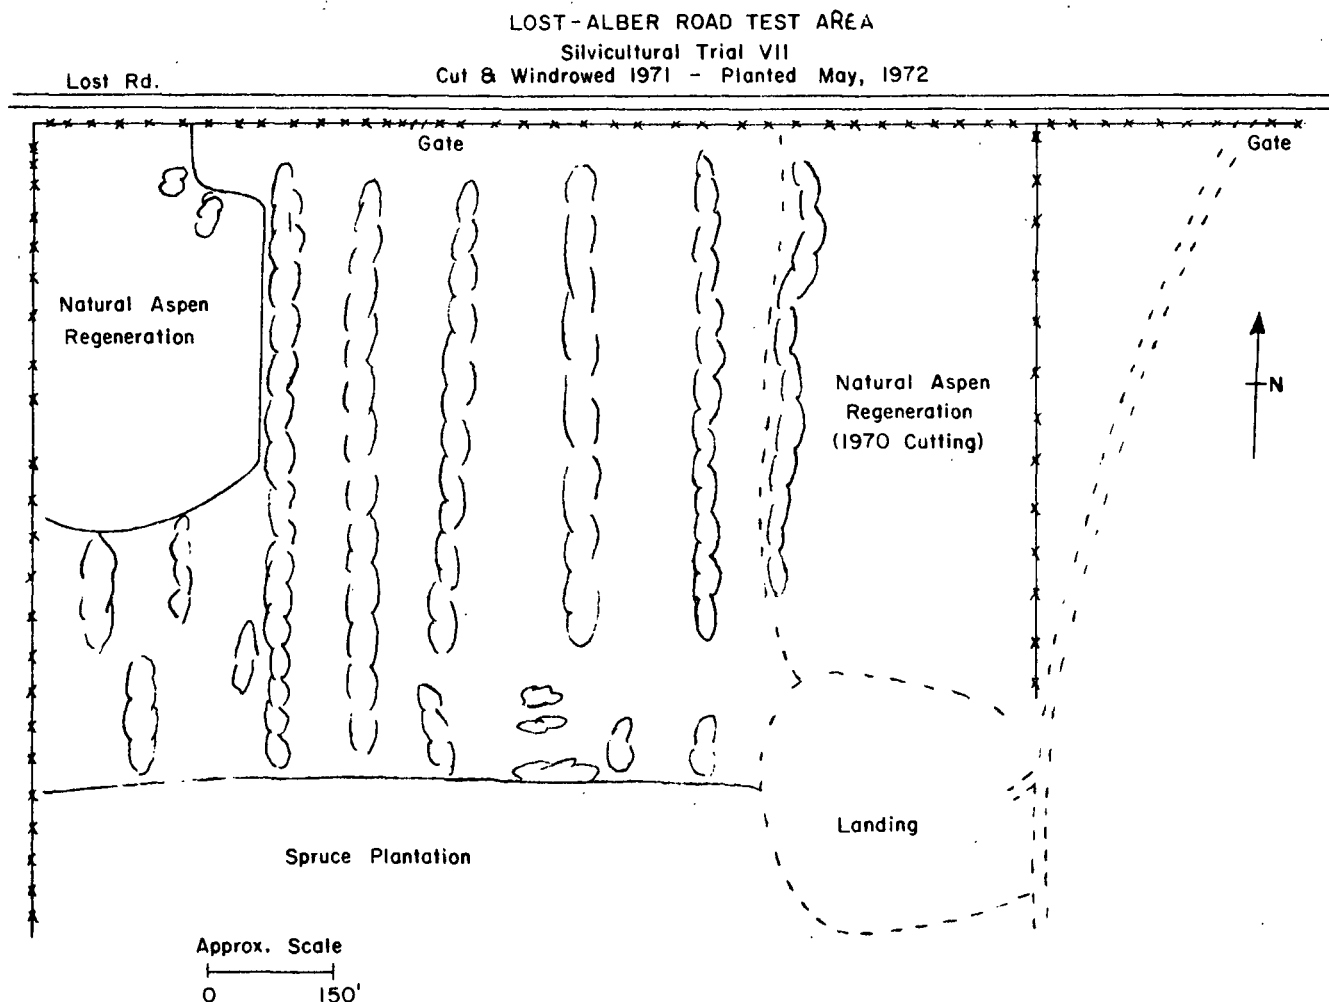 LOST-ALBER ROAD TEST AREA
Silvicultural Trial VII
Cut & Windrowed 1971 - Planted May, 1972
Lost Rd.
Gate
Gate
Natural Aspen
Regeneration
Natural Aspen
Regeneration
(1970 Cutting)
N
Landing
Spruce Plantation
Approx. Scale
0 150'